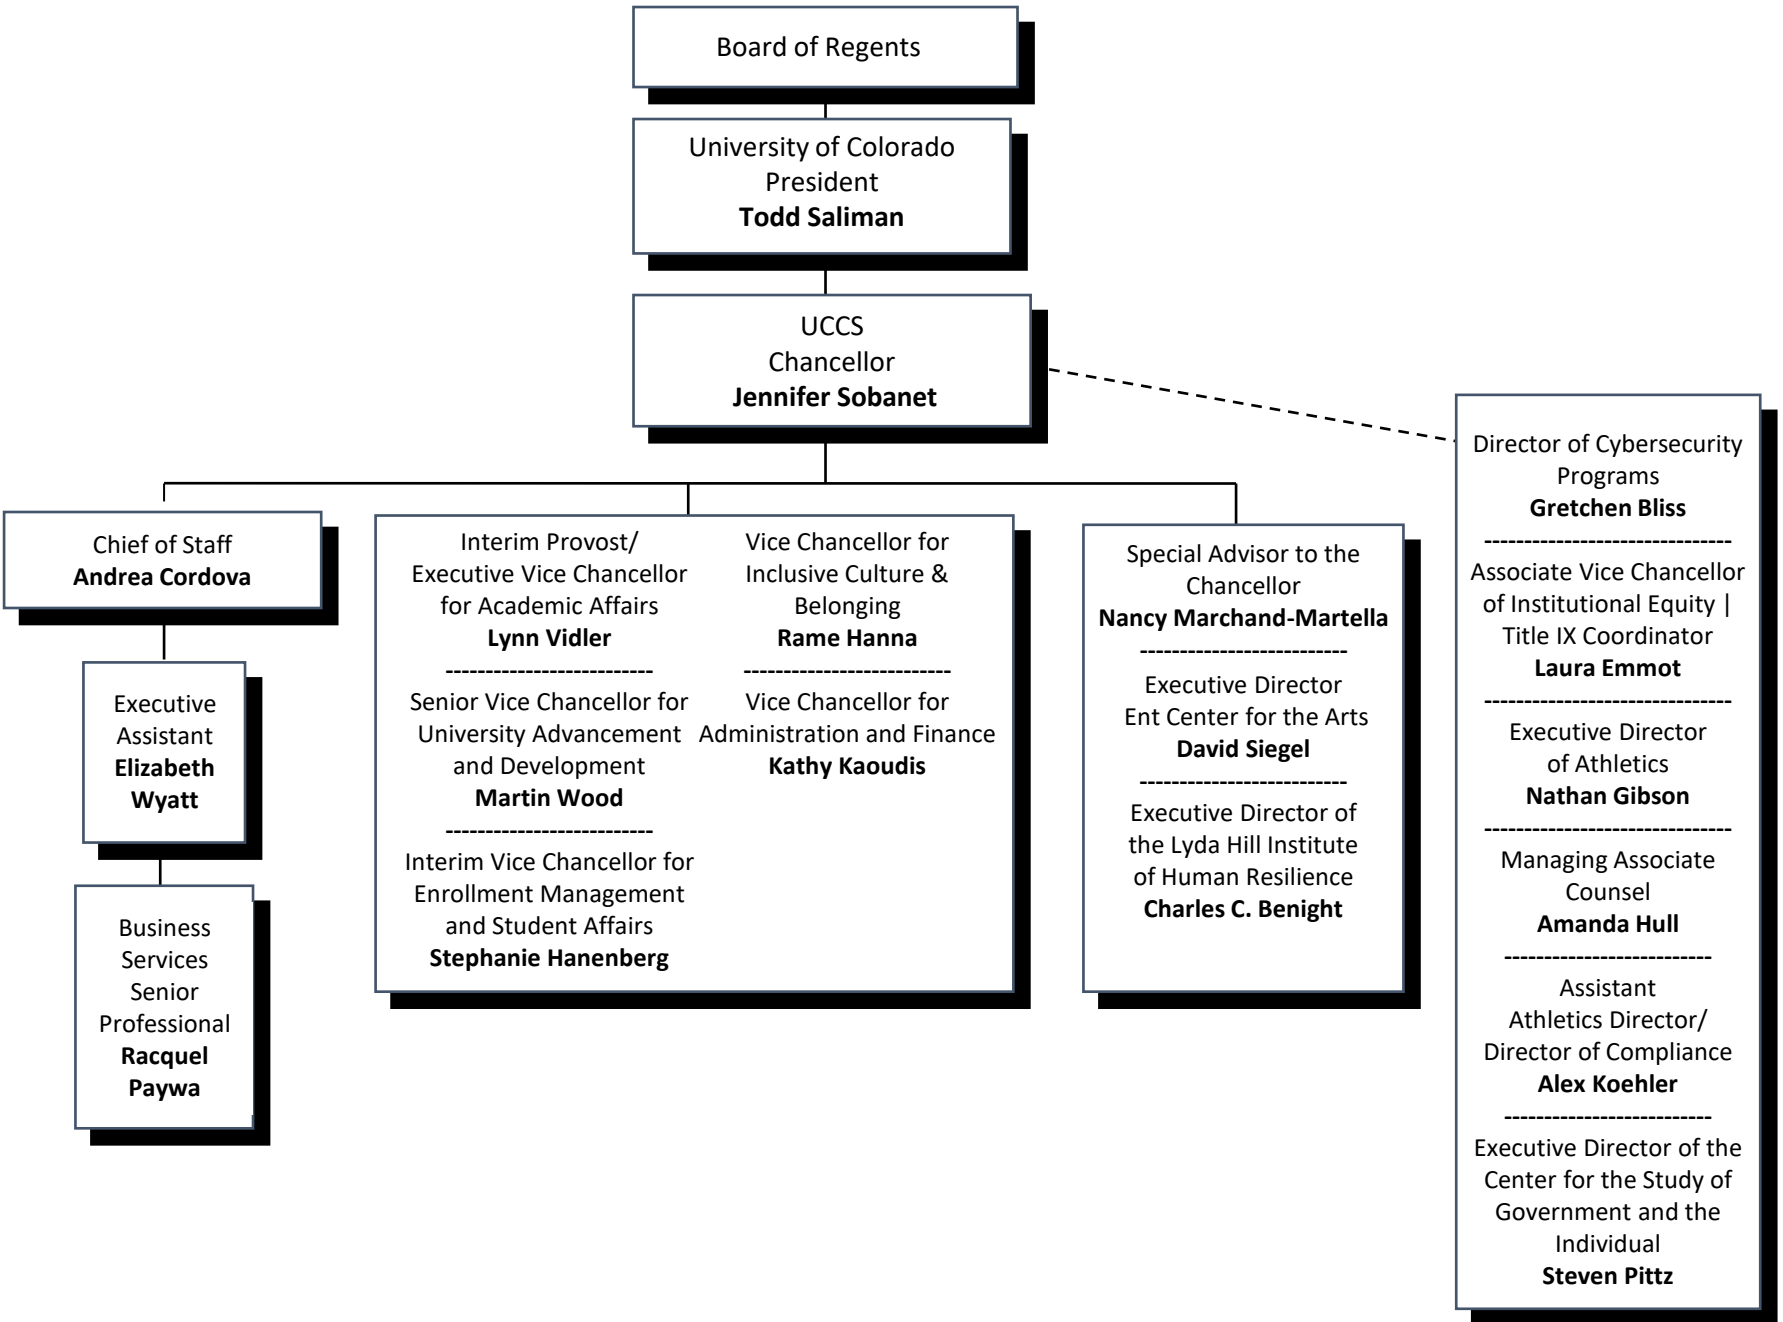 Board of Regents
University of Colorado
President
Todd Saliman
UCCS
Chancellor
Jennifer Sobanet
Chief of Staff
Andrea Cordova
Executive
Assistant
Elizabeth
Wyatt
Business
Services
Senior
Professional
Racquel
Paywa
Interim Provost/
Executive Vice Chancellor
for Academic Affairs
Lynn Vidler
--------------------------
Senior Vice Chancellor for
University Advancement
and Development
Martin Wood
--------------------------
Interim Vice Chancellor for
Enrollment Management
and Student Affairs
Stephanie Hanenberg
Vice Chancellor for
Inclusive Culture &
Belonging
Rame Hanna
--------------------------
Vice Chancellor for
Administration and Finance
Kathy Kaoudis
Special Advisor to the
Chancellor
Nancy Marchand-Martella
--------------------------
Executive Director
Ent Center for the Arts
David Siegel
--------------------------
Executive Director of
the Lyda Hill Institute
of Human Resilience
Charles C. Benight
Director of Cybersecurity
Programs
Gretchen Bliss
-------------------------------
Associate Vice Chancellor
of Institutional Equity |
Title IX Coordinator
Laura Emmot
-------------------------------
Executive Director
of Athletics
Nathan Gibson
-------------------------------
Managing Associate
Counsel
Amanda Hull
--------------------------
Assistant
Athletics Director/
Director of Compliance
Alex Koehler
--------------------------
Executive Director of the
Center for the Study of
Government and the
Individual
Steven Pittz